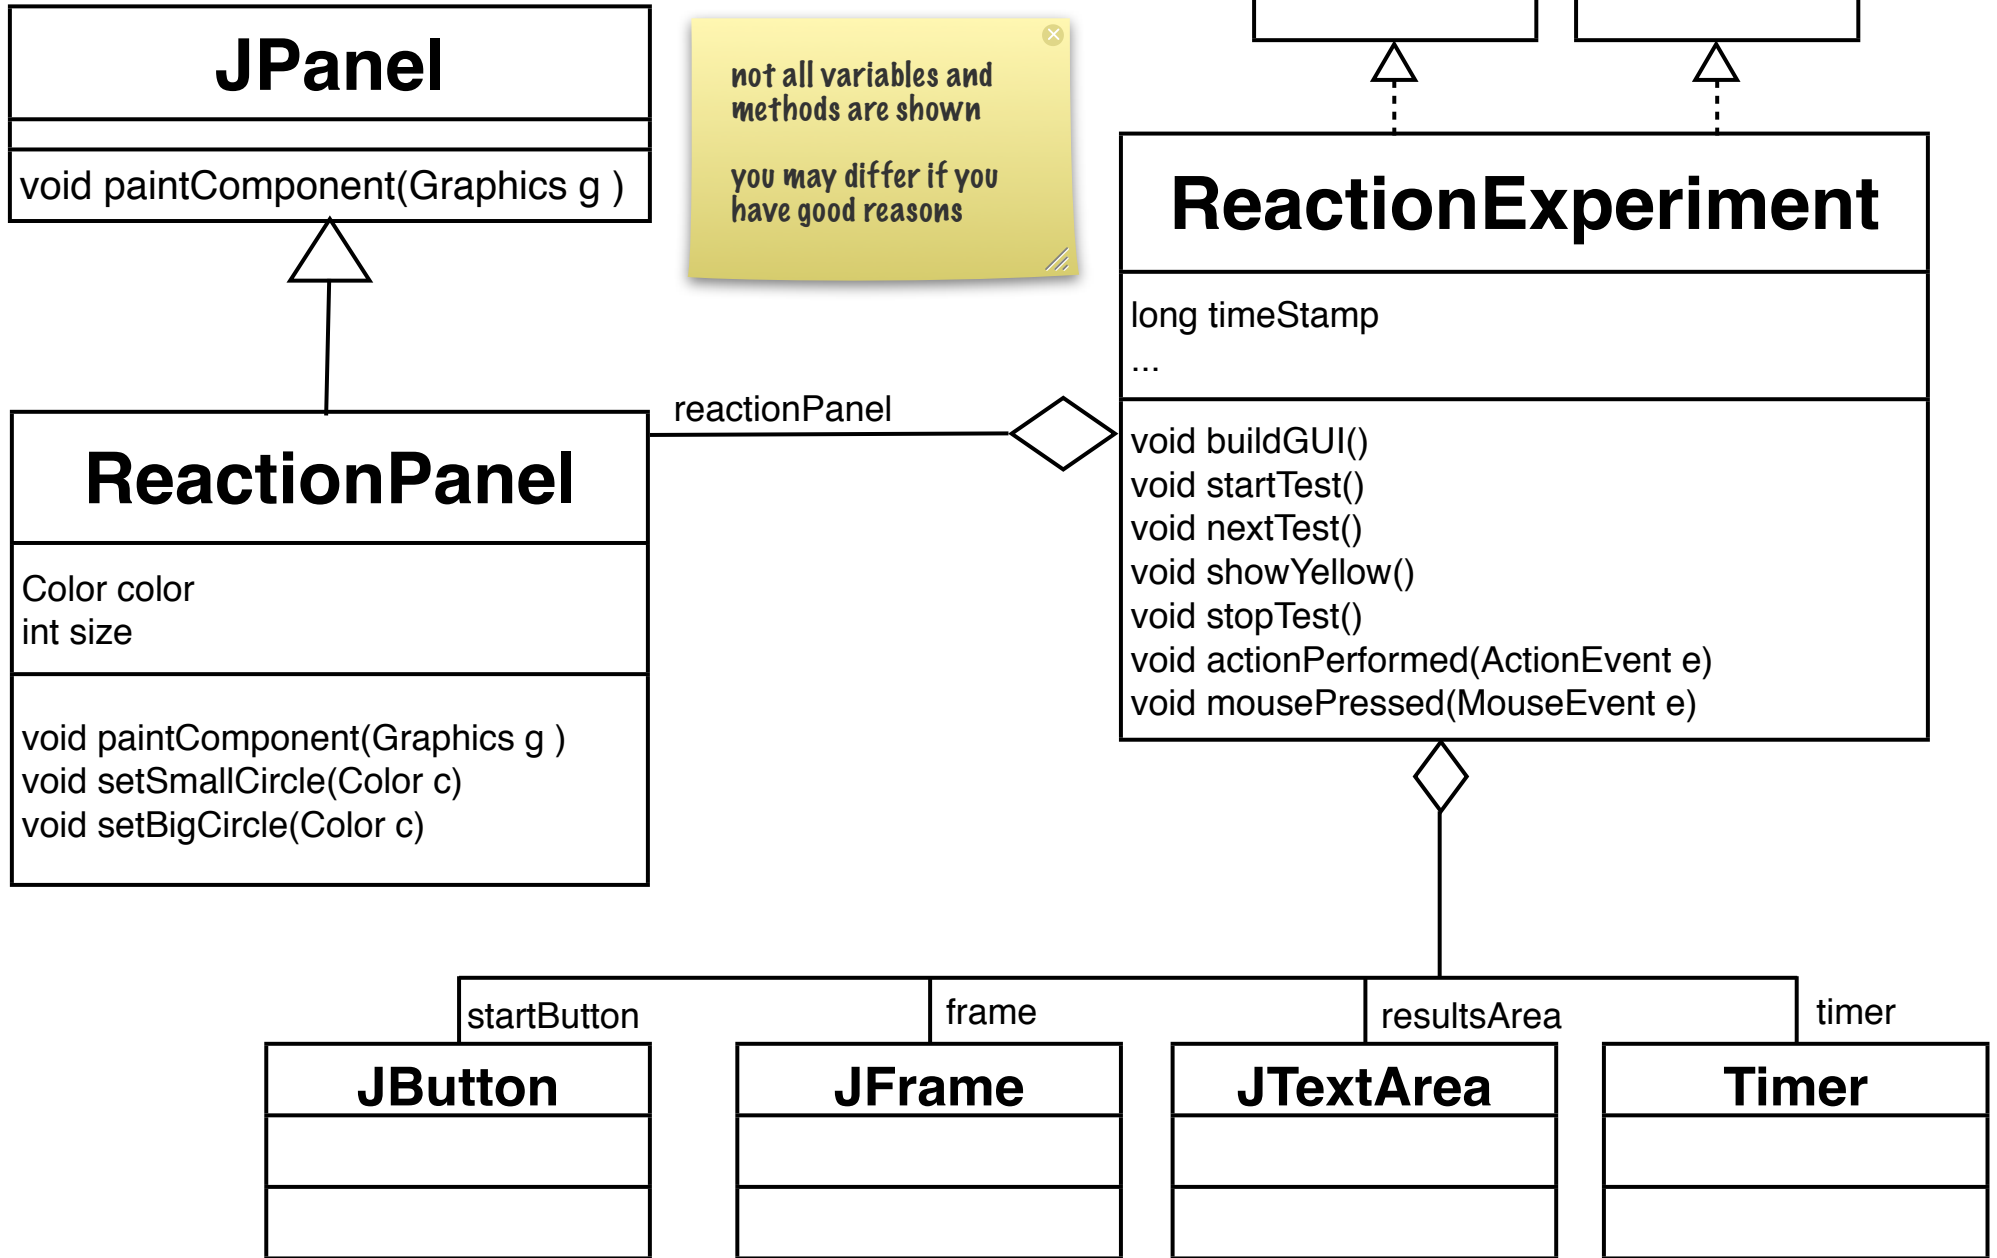 JPanel
void paintComponent(Graphics g )
not all variables and
methods are shown
you may differ if you
have good reasons
ReactionExperiment
long timeStamp
...
void buildGUI()
void startTest()
void nextTest()
void showYellow()
void stopTest()
void actionPerformed(ActionEvent e)
void mousePressed(MouseEvent e)
reactionPanel
ReactionPanel
Color color
int size
void paintComponent(Graphics g )
void setSmallCircle(Color c)
void setBigCircle(Color c)
startButton
frame
resultsArea
timer
JButton
JFrame
JTextArea
Timer